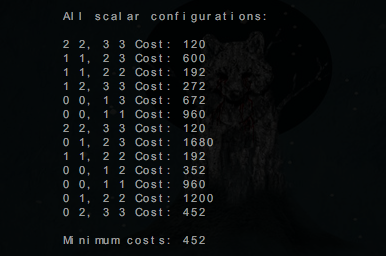 All scalar configurations:
2 2, 3 3 Cost: 120
1 1, 2 3 Cost: 600
1 1, 2 2 Cost: 192
1 2, 3 3 Cost: 272
0 0, 1 3 Cost: 672
0 0, 1 1 Cost: 960
2 2, 3 3 Cost: 120
0 1, 2 3 Cost: 1680
1 1, 2 2 Cost: 192
0 0, 1 2 Cost: 352
0 0, 1 1 Cost: 960
0 1, 2 2 Cost: 1200
0 2, 3 3 Cost: 452
Minimum costs: 452